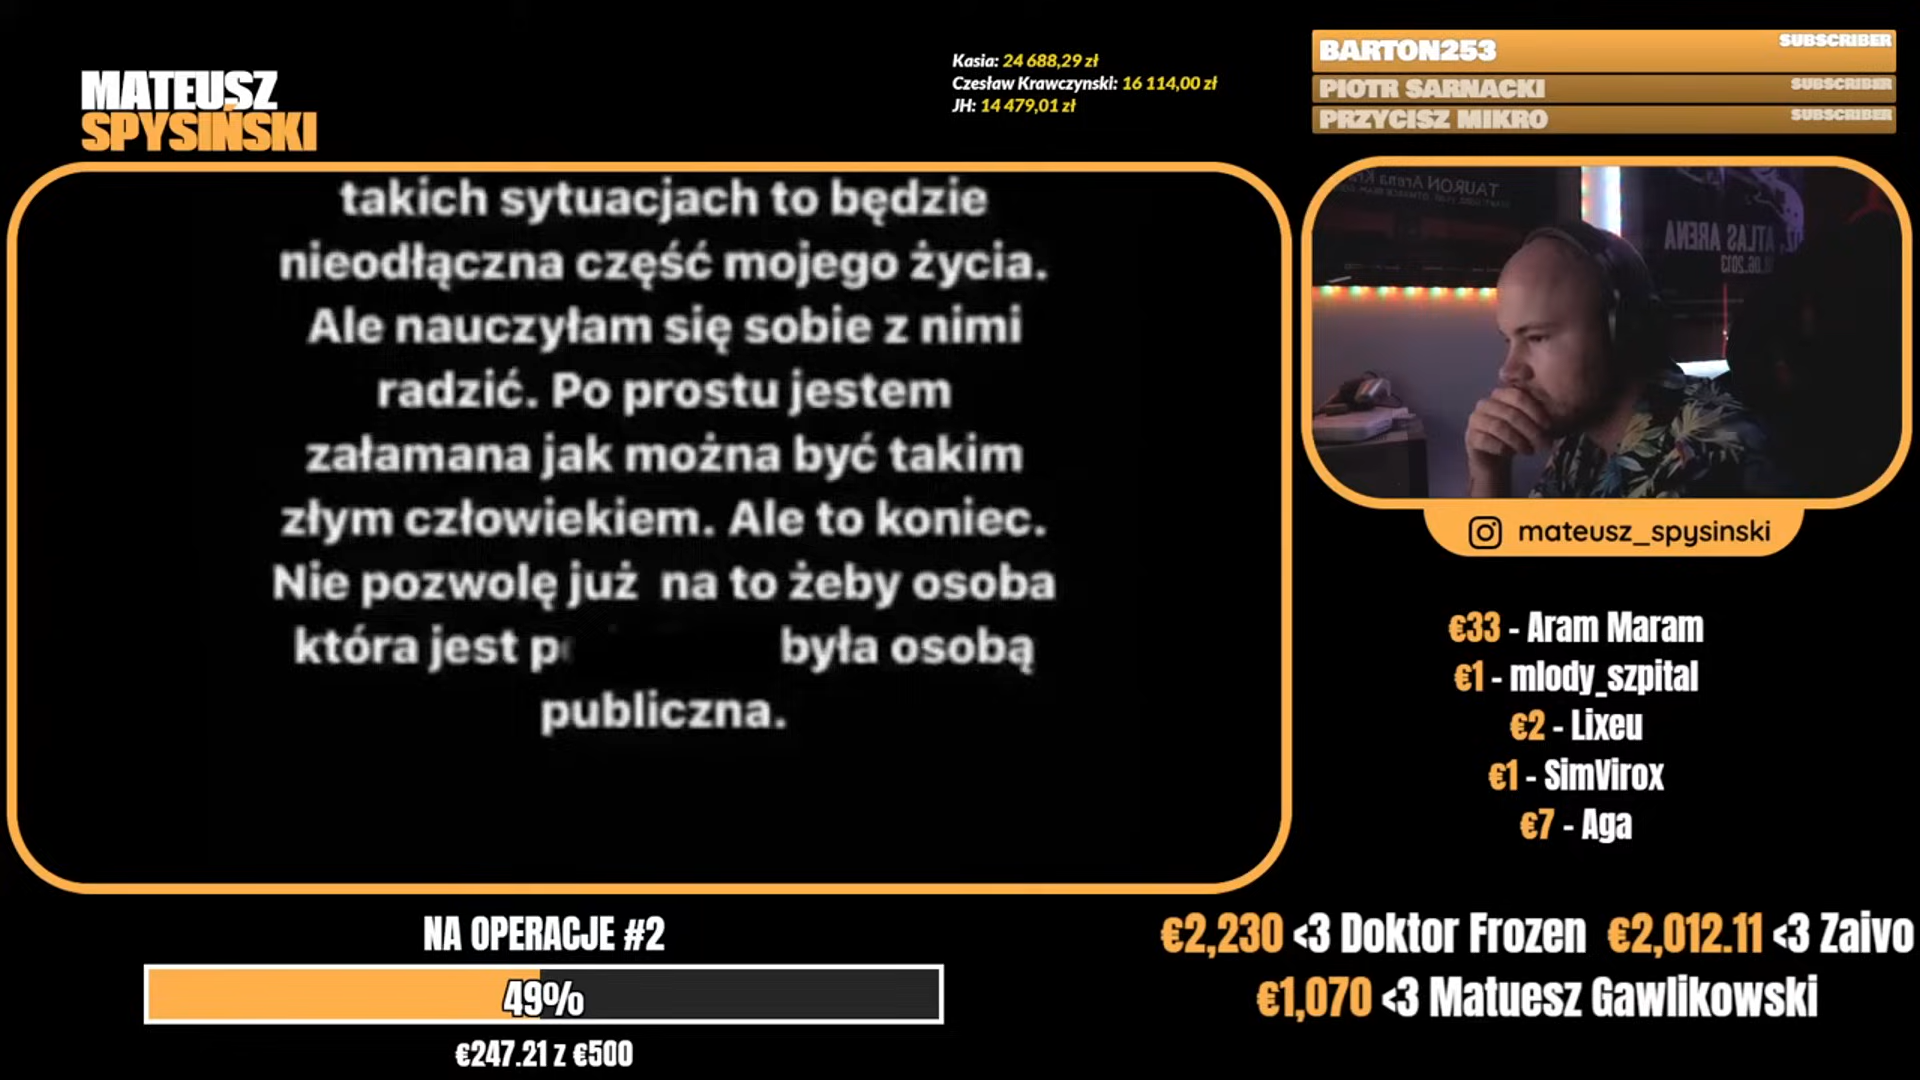 MATEUSZ
SPYSIŃSKI
Kasia: 24 688,29 zł
Czesław Krawczynski: 16 114,00 zł
JH: 14 479,01 zł
BARTON253 SUBSCRIBER
PIOTR SARNACKI SUBSCRIBER
PRZYCISZ MIKRO SUBSCRIBER
takich sytuacjach to będzie
nieodłączna część mojego życia.
Ale nauczyłam się sobie z nimi
radzić. Po prostu jestem
załamana jak można być takim
złym człowiekiem. Ale to koniec.
Nie pozwolę już na to żeby osoba
która jest była osobą
publiczna.
TAURON Arena
ATLAS ARENA
mateusz_spysinski
€33 - Aram Maram
€1 - mlody_szpital
€2 - Lixeu
€1 - SimVirox
€7 - Aga
NA OPERACJE #2
49%
€247.21 z €500
€2,230 <3 Doktor Frozen €2,012.11 <3 Zaivo
€1,070 <3 Matuesz Gawlikowski